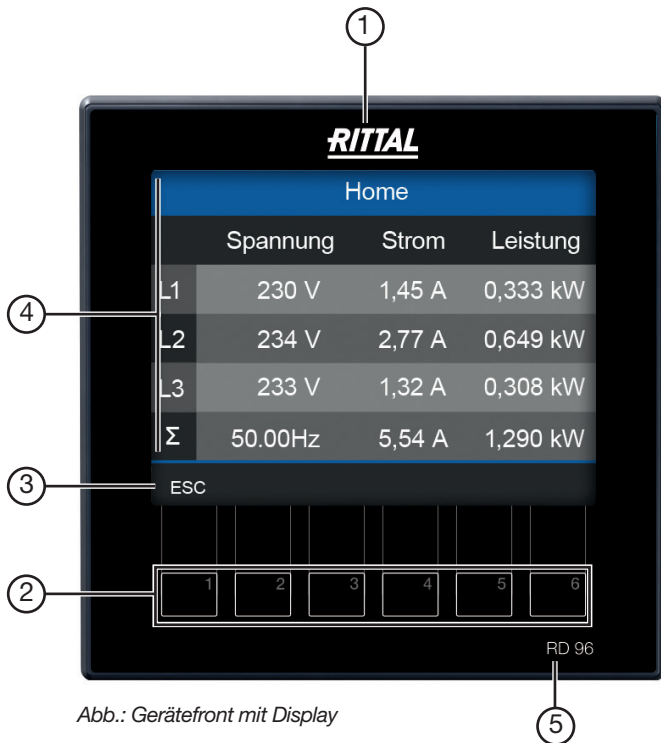 1
RITTAL
Home
Spannung Strom Leistung
L1 230 V 1,45 A 0,333 kW
4
L2 234 V 2,77 A 0,649 kW
L3 233 V 1,32 A 0,308 kW
Σ 50.00Hz 5,54 A 1,290 kW
3
ESC
2
1 2 3 4 5 6
RD 96
Abb.: Gerätefront mit Display
5